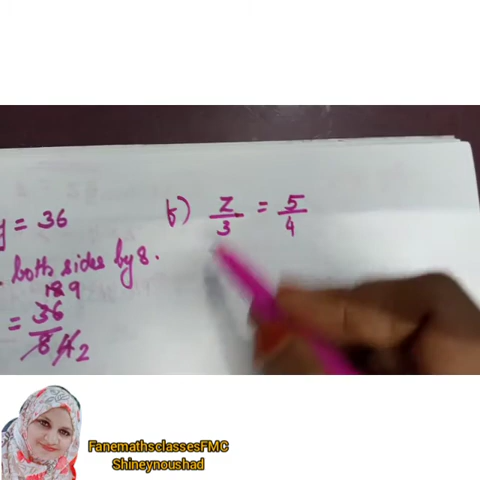 y = 36
both sides by 8.
18 9
= 36
8 4 2
f) z/3 = 5/4
FanemathsclassesFMC
Shineynoushad